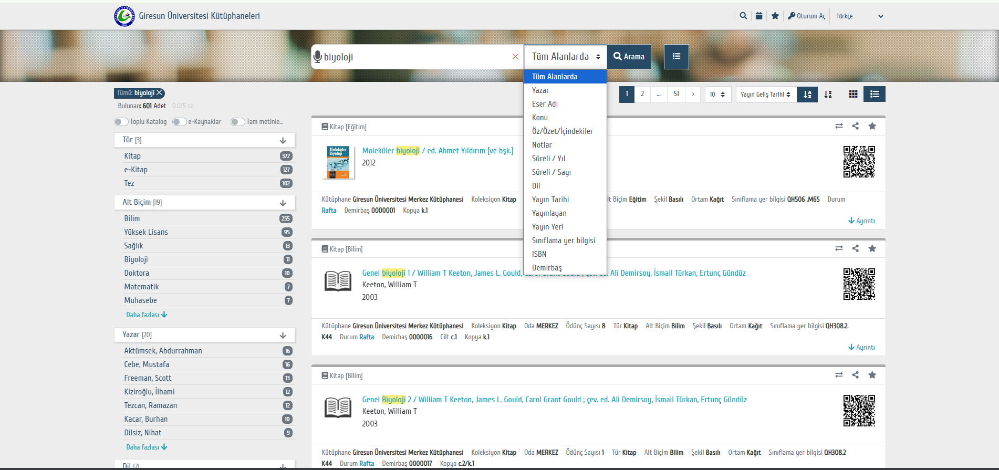 Giresun Üniversitesi Kütüphaneleri
Oturum Aç
Türkçe
biyoloji
Tüm Alanlarda
Arama
Tüm Alanlarda
Yazar
Eser Adı
Konu
Öz/Özet/İçindekiler
Notlar
Süreli / Yıl
Süreli / Sayı
Dil
Yayın Tarihi
Yayınlayan
Yayın Yeri
Sınıflama yer bilgisi
ISBN
Demirbaş
Tümü: biyoloji
Bulunan: 601 Adet 0.015 sn
Toplu Katalog e-Kaynaklar Tam metinle...
Tür [3]
Kitap 372
e-Kitap 127
Tez 102
Alt Biçim [19]
Bilim 255
Yüksek Lisans 95
Sağlık 13
Biyoloji 11
Doktora 10
Matematik 7
Muhasebe 7
Daha fazlası
Yazar [20]
Aktümsek, Abdurrahman 16
Cebe, Mustafa 16
Freeman, Scott 13
Kiziroğlu, İlhami 12
Tezcan, Ramazan 12
Kacar, Burhan 10
Dilsiz, Nihat 9
Daha fazlası
Dil [2]
1 2 ... 51 › 10 Yayın Geliş Tarihi
Kitap [Eğitim]
Moleküler Biyoloji
Moleküler biyoloji / ed. Ahmet Yıldırım [ve bşk.]
2012
Kütüphane Giresun Üniversitesi Merkez Kütüphanesi Koleksiyon Kitap lt Biçim Eğitim Şekil Basılı Ortam Kağıt Sınıflama yer bilgisi QH506 .M65 Durum
Rafta Demirbaş 0000001 Kopya k.1
Ayrıntı
Kitap [Bilim]
Genel biyoloji 1 / William T Keeton, James L. Gould, Ali Demirsoy, İsmail Türkan, Ertunç Gündüz
Keeton, William T
2003
Kütüphane Giresun Üniversitesi Merkez Kütüphanesi Koleksiyon Kitap Oda MERKEZ Ödünç Sayısı 8 Tür Kitap Alt Biçim Bilim Şekil Basılı Ortam Kağıt Sınıflama yer bilgisi QH308.2.
K44 Durum Rafta Demirbaş 0000016 Cilt c.1 Kopya k.1
Ayrıntı
Kitap [Bilim]
Genel Biyoloji 2 / William T Keeton, James L. Gould, Carol Grant Gould ; çev. ed. Ali Demirsoy, İsmail Türkan, Ertunç Gündüz
Keeton, William T
2003
Kütüphane Giresun Üniversitesi Merkez Kütüphanesi Koleksiyon Kitap Oda MERKEZ Ödünç Sayısı 1 Tür Kitap Alt Biçim Bilim Şekil Basılı Ortam Kağıt Sınıflama yer bilgisi QH308.2
K44 Durum Rafta Demirbaş 0000017 Kopya c.2/k.1